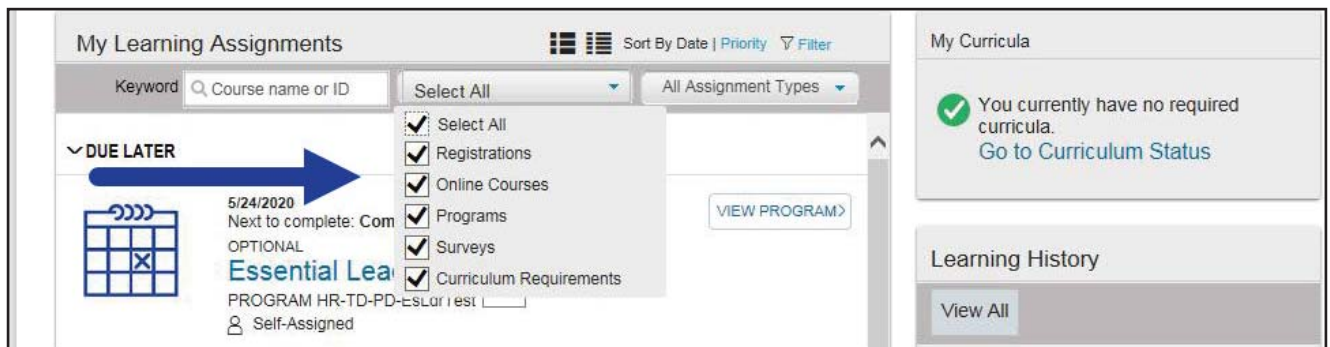 My Learning Assignments
Sort By Date | Priority Filter
Keyword Course name or ID Select All All Assignment Types
Select All
Registrations
Online Courses
Programs
Surveys
Curriculum Requirements
DUE LATER
5/24/2020
Next to complete: Com
OPTIONAL
Essential Lea
PROGRAM HR-TD-PD-EsLdrTest
Self-Assigned
VIEW PROGRAM>
My Curricula
You currently have no required
curricula.
Go to Curriculum Status
Learning History
View All